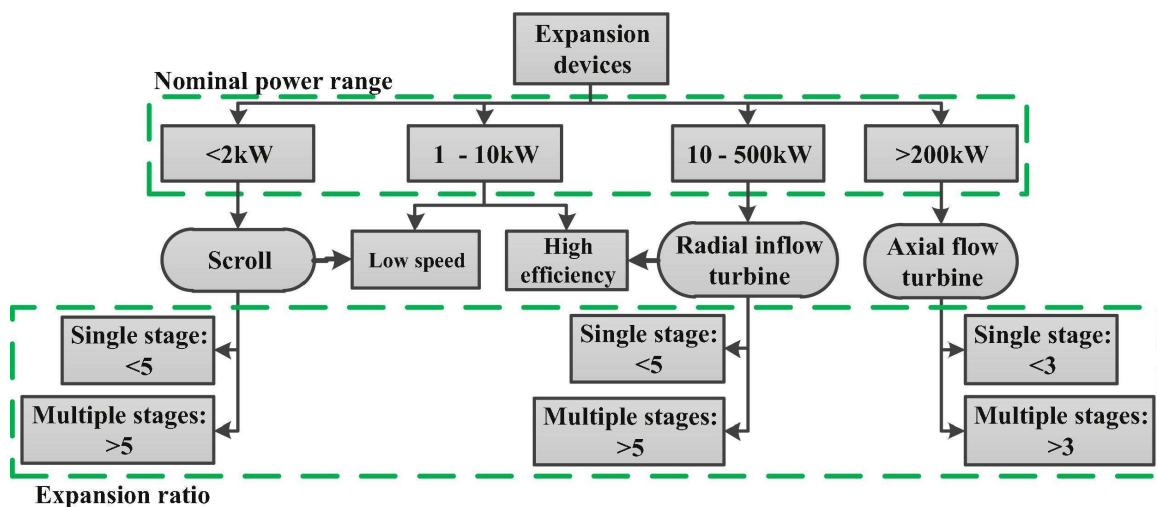 Expansion
devices
Nominal power range
<2kW
1 - 10kW
10 - 500kW
>200kW
Scroll
Low speed
High
efficiency
Radial inflow
turbine
Axial flow
turbine
Single stage:
<5
Single stage:
<5
Single stage:
<3
Multiple stages:
>5
Multiple stages:
>5
Multiple stages:
>3
Expansion ratio